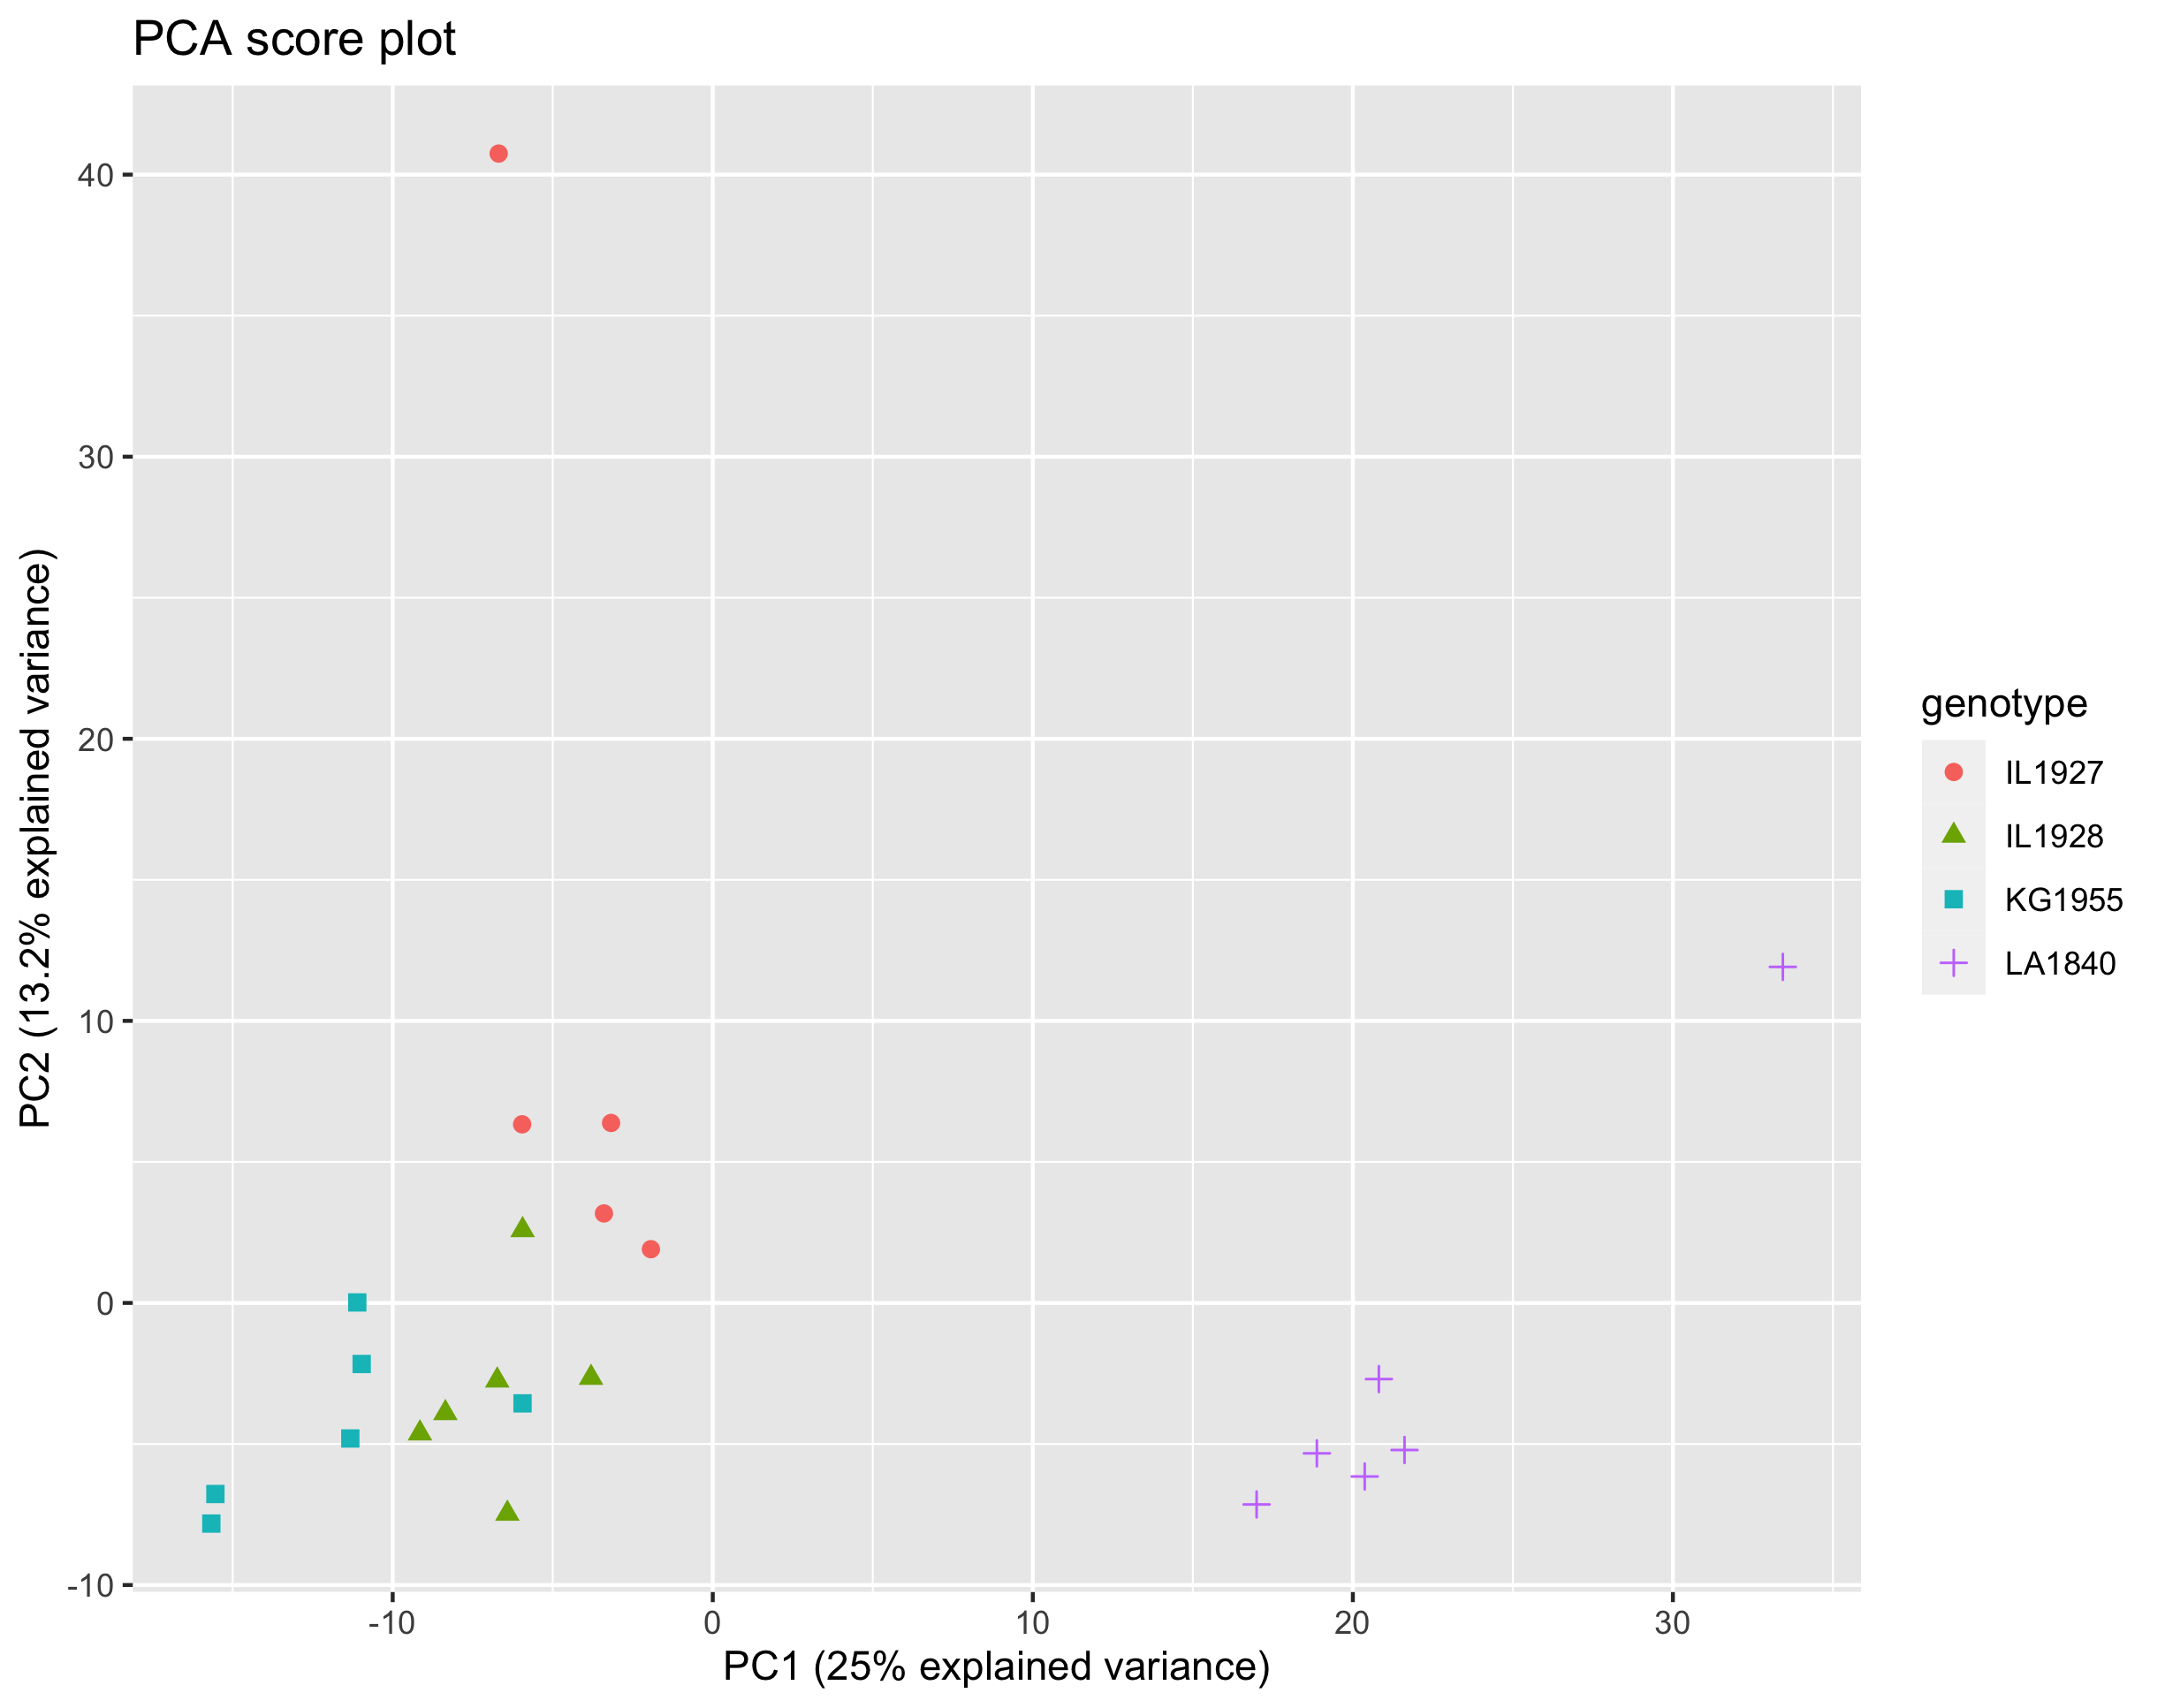 PCA score plot
40
30
20
10
0
-10
PC2 (13.2% explained variance)
-10
0
10
20
30
PC1 (25% explained variance)
genotype
IL1927
IL1928
KG1955
LA1840